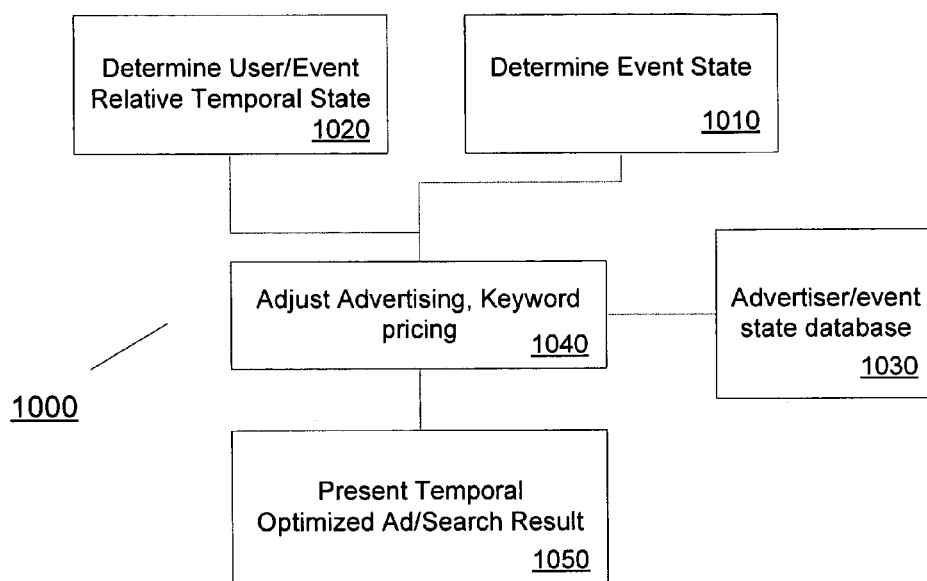 Determine User/Event
Relative Temporal State
1020
Determine Event State
1010
Adjust Advertising, Keyword
pricing
1040
Advertiser/event
state database
1030
1000
Present Temporal
Optimized Ad/Search Result
1050